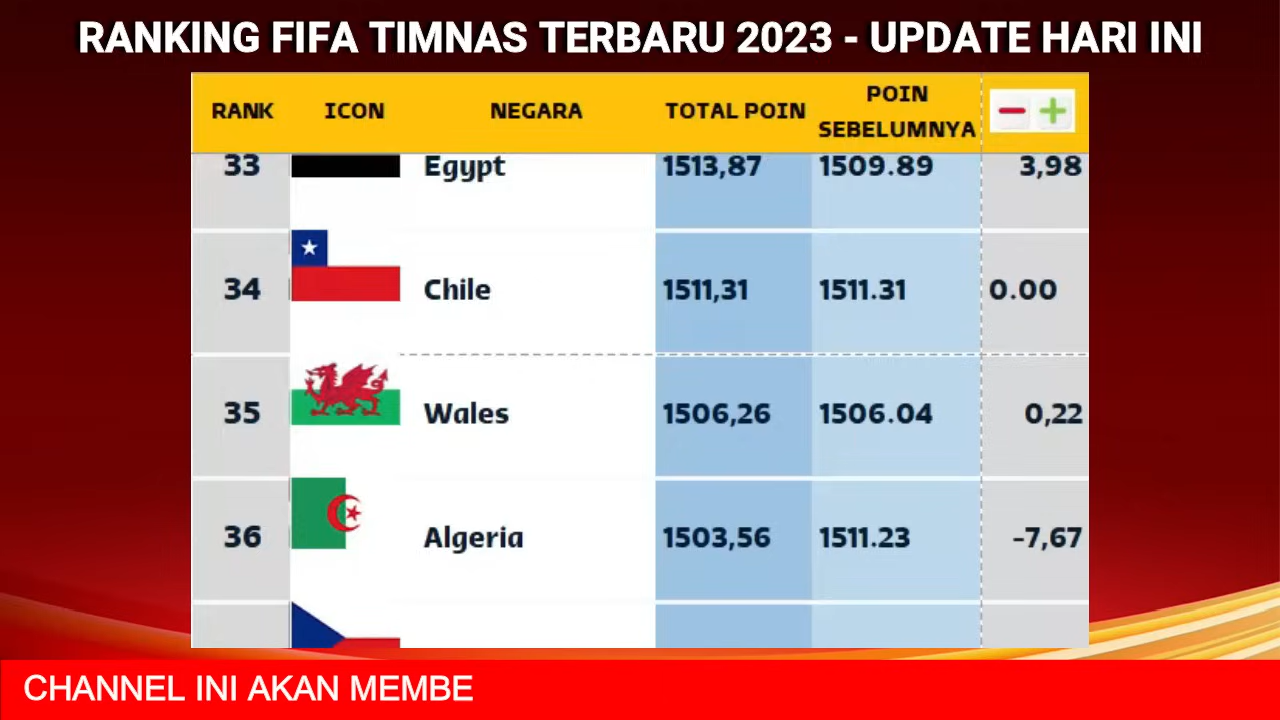 RANKING FIFA TIMNAS TERBARU 2023 - UPDATE HARI INI
RANK ICON NEGARA TOTAL POIN POIN SEBELUMNYA
33 Egypt 1513,87 1509.89 3,98
34 Chile 1511,31 1511.31 0.00
35 Wales 1506,26 1506.04 0,22
36 Algeria 1503,56 1511.23 -7,67
CHANNEL INI AKAN MEMBE